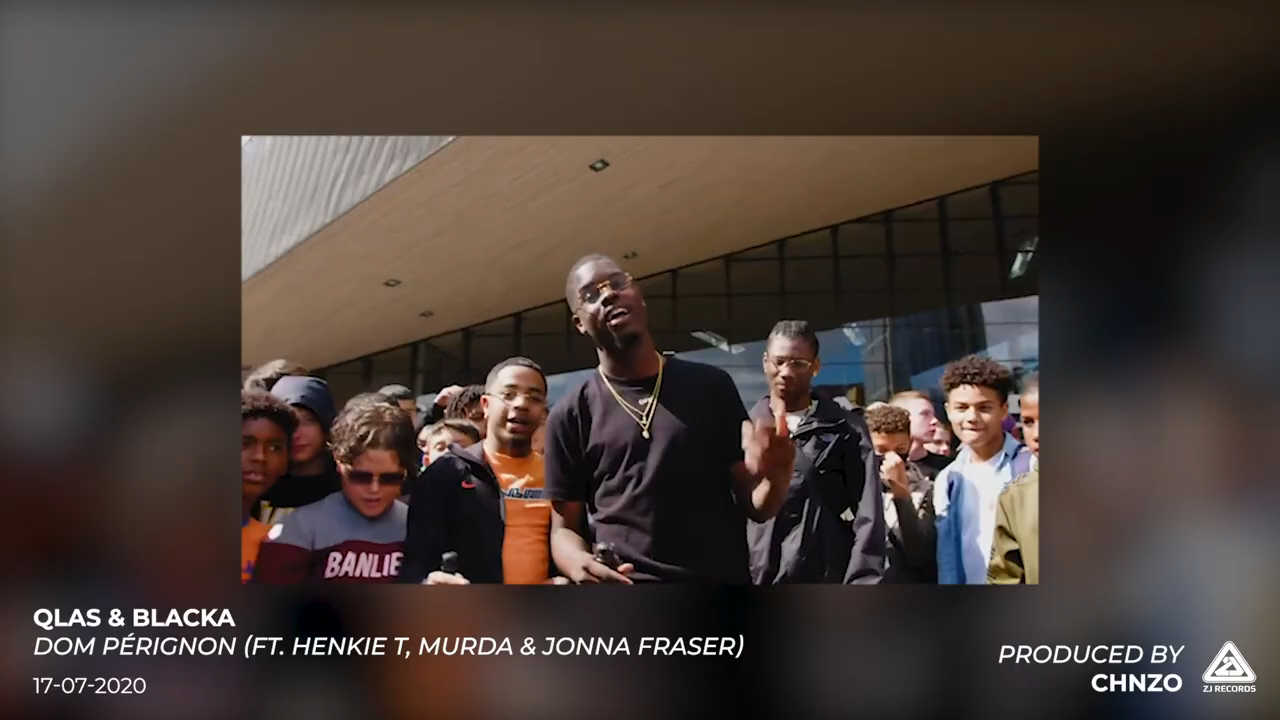 BANLIE
QLAS & BLACKA
DOM PÉRIGNON (FT. HENKIE T, MURDA & JONNA FRASER)
17-07-2020
PRODUCED BY
CHNZO
ZJ RECORDS